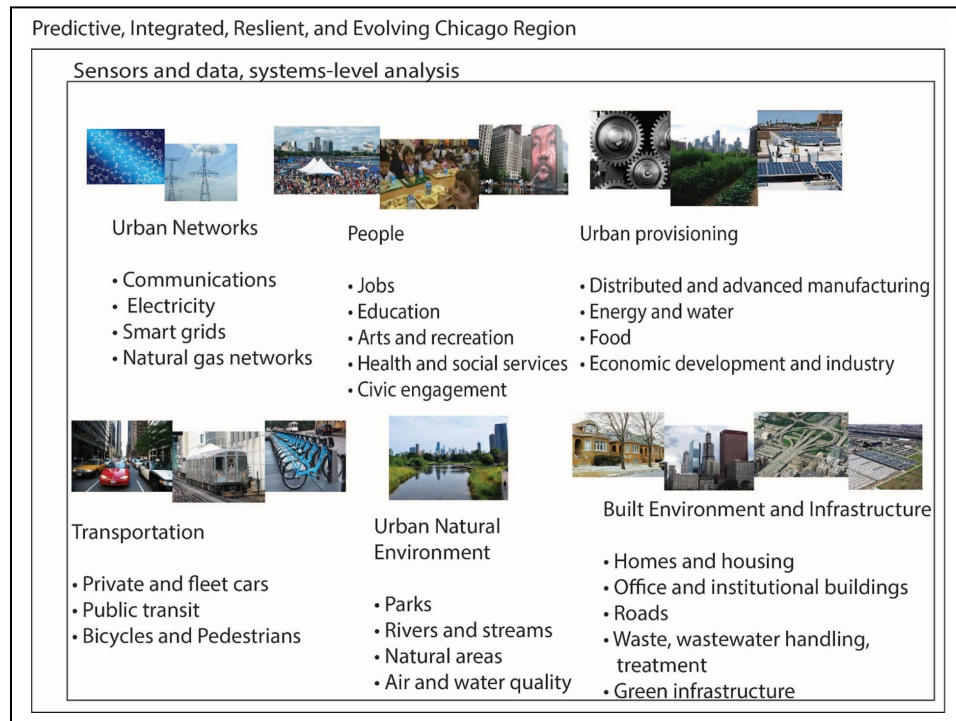 Predictive, Integrated, Reslient, and Evolving Chicago Region
Sensors and data, systems-level analysis
Urban Networks
• Communications
• Electricity
• Smart grids
• Natural gas networks
People
• Jobs
• Education
• Arts and recreation
• Health and social services
• Civic engagement
Urban provisioning
• Distributed and advanced manufacturing
• Energy and water
• Food
• Economic development and industry
Transportation
• Private and fleet cars
• Public transit
• Bicycles and Pedestrians
Urban Natural
Environment
• Parks
• Rivers and streams
• Natural areas
• Air and water quality
Built Environment and Infrastructure
• Homes and housing
• Office and institutional buildings
• Roads
• Waste, wastewater handling,
treatment
• Green infrastructure